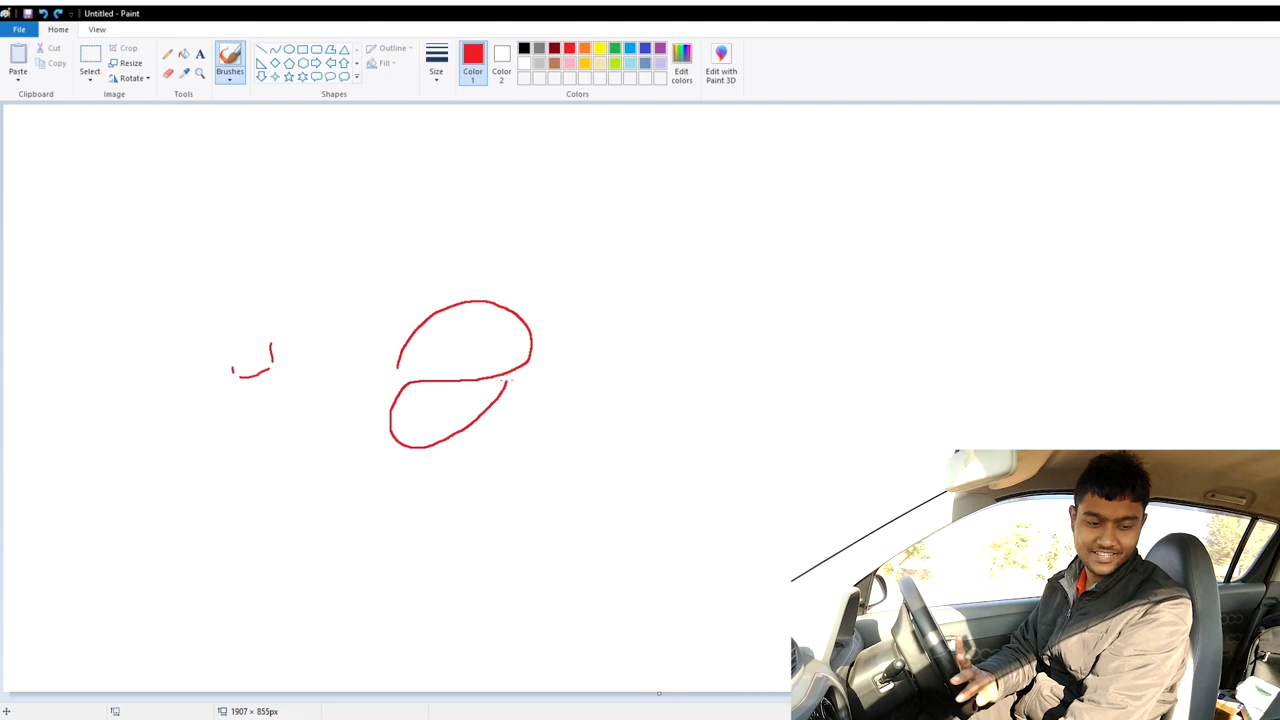 Untitled - Paint
File Home View
Paste Cut Copy Select Crop Resize Rotate A Brushes Outline Fill Size Color 1 Color 2 Edit colors Edit with Paint 3D
Clipboard Image Tools Shapes Colors
1907 × 855px